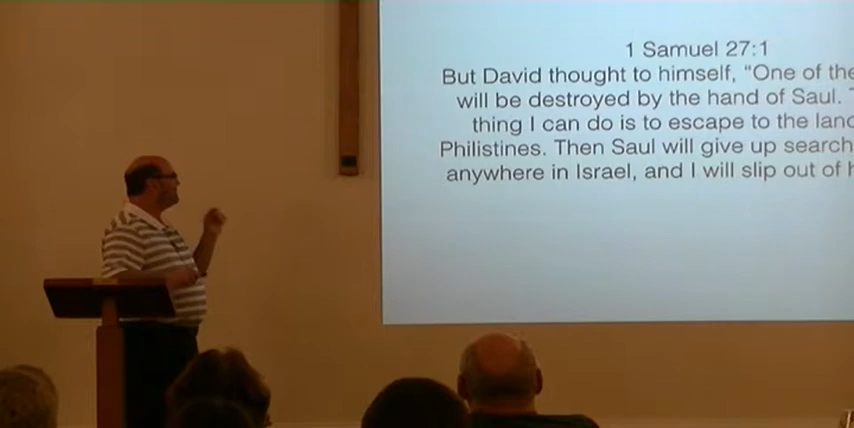 1 Samuel 27:1
But David thought to himself, “One of the
will be destroyed by the hand of Saul.
thing I can do is to escape to the land
Philistines. Then Saul will give up search
anywhere in Israel, and I will slip out of